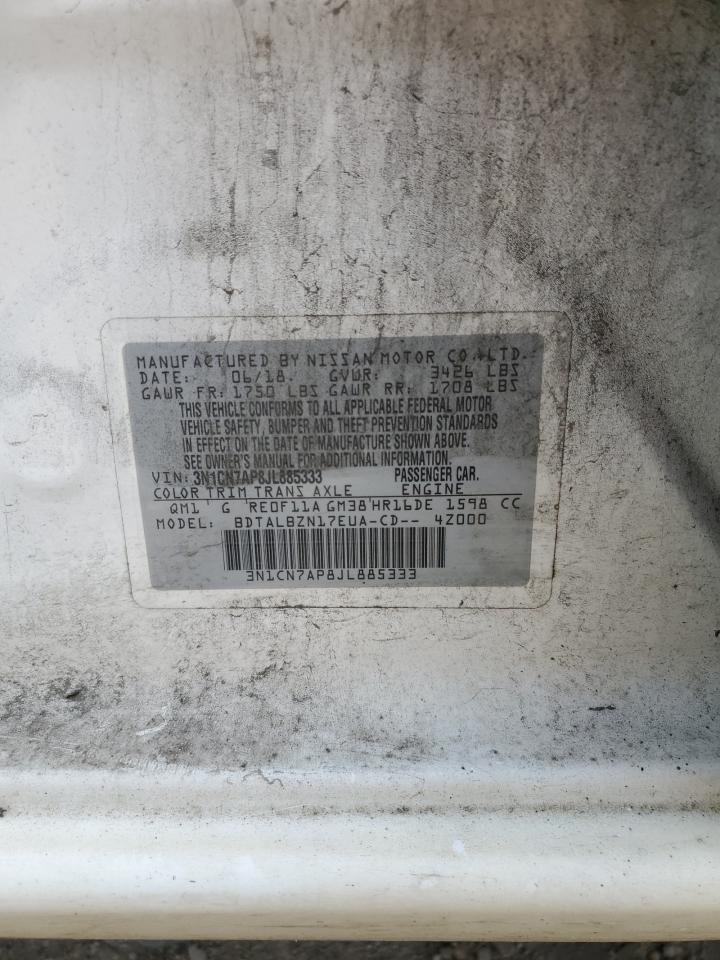 MANUFACTURED BY NISSAN MOTOR CO.,LTD.
DATE: 06/18. GVWR: 3426 LBS
GAWR FR: 1750 LBS GAWR RR: 1708 LBS
THIS VEHICLE CONFORMS TO ALL APPLICABLE FEDERAL MOTOR
VEHICLE SAFETY, BUMPER AND THEFT PREVENTION STANDARDS
IN EFFECT ON THE DATE OF MANUFACTURE SHOWN ABOVE.
SEE OWNER'S MANUAL FOR ADDITIONAL INFORMATION.
VIN: 3N1CN7AP8JL885333 PASSENGER CAR.
COLOR TRIM TRANS AXLE ENGINE
QM1 G RE0F11A GM38 HR16DE 1598 CC
MODEL: BDTALBZN17EUA-CD-- 4Z000
3N1CN7AP8JL885333